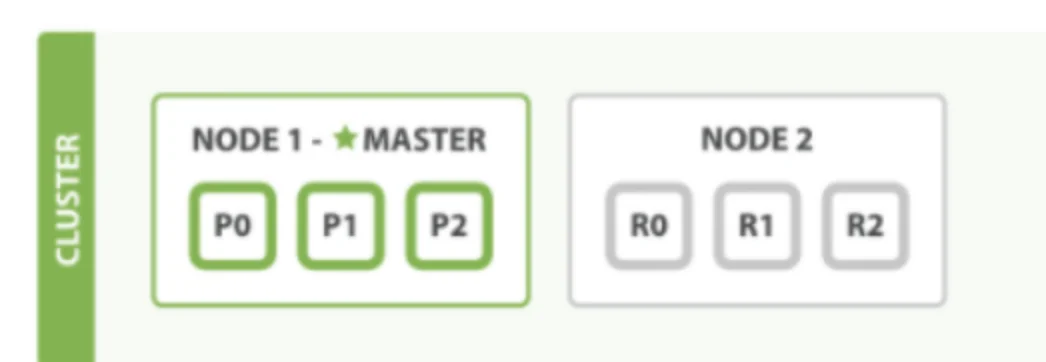 CLUSTER
NODE 1 - ★ MASTER
P0 P1 P2
NODE 2
R0 R1 R2